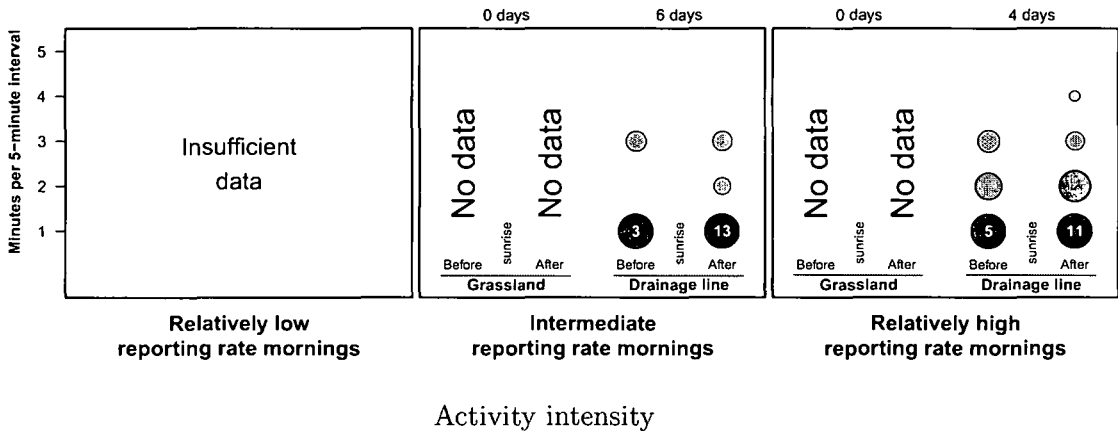 0 days
6 days
0 days
4 days
Minutes per 5-minute interval
5
4
3
2
1
Insufficient
data
No data
No data
3
13
sunrise
sunrise
Before
After
Before
After
Grassland
Drainage line
No data
No data
5
11
sunrise
sunrise
Before
After
Before
After
Grassland
Drainage line
Relatively low
reporting rate mornings
Intermediate
reporting rate mornings
Relatively high
reporting rate mornings
Activity intensity